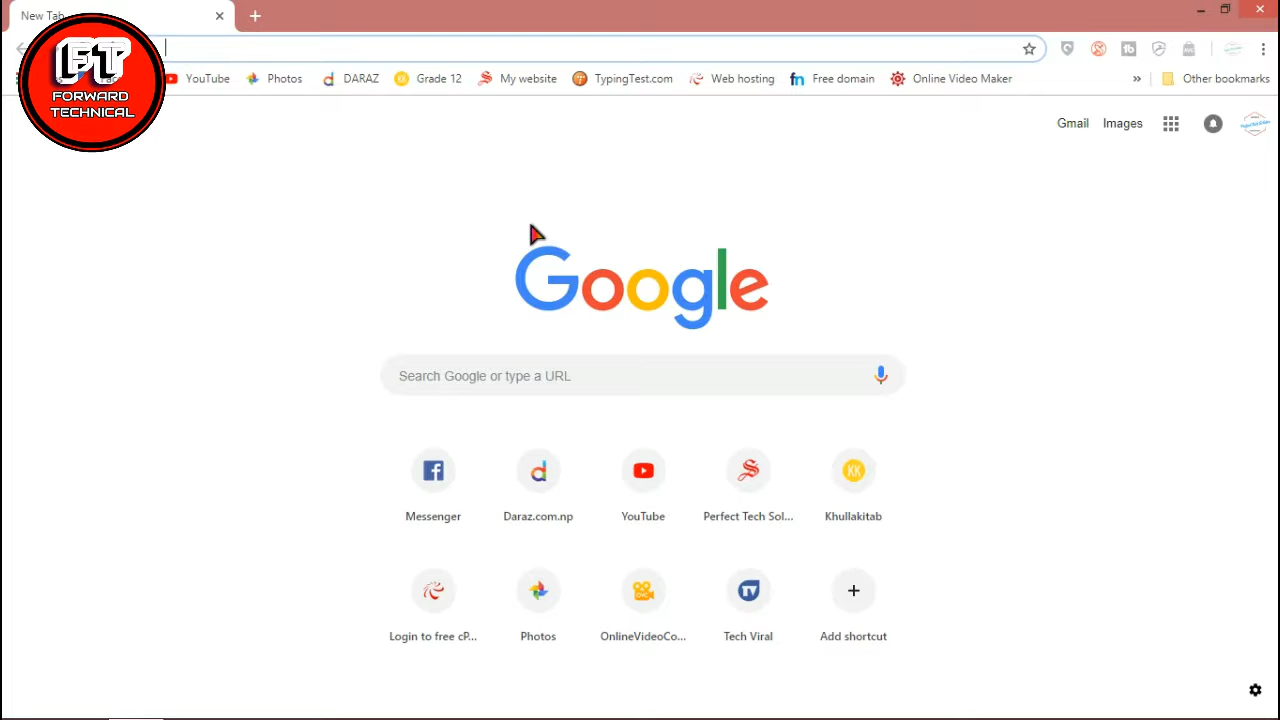 New Tab
FT
FORWARD
TECHNICAL
YouTube
Photos
DARAZ
Grade 12
My website
TypingTest.com
Web hosting
Free domain
Online Video Maker
»
Other bookmarks
Gmail
Images
Google
Search Google or type a URL
Messenger
Daraz.com.np
YouTube
Perfect Tech Sol...
Khullakitab
Login to free cP...
Photos
OnlineVideoCo...
Tech Viral
Add shortcut